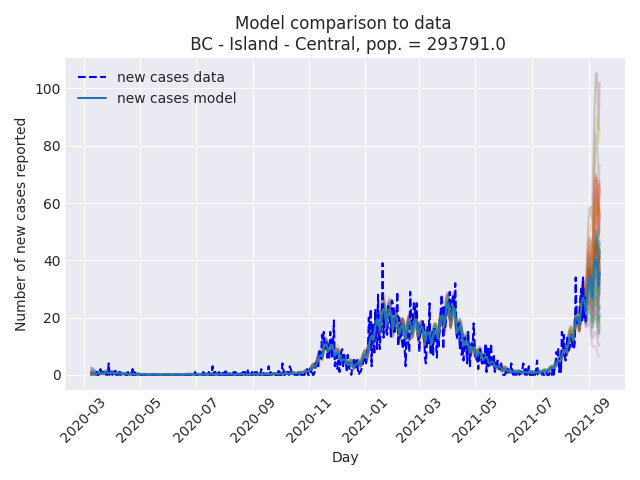 Model comparison to data
BC - Island - Central, pop. = 293791.0
new cases data
new cases model
Number of new cases reported
100
80
60
40
20
0
2020-03
2020-05
2020-07
2020-09
2020-11
2021-01
2021-03
2021-05
2021-07
2021-09
Day